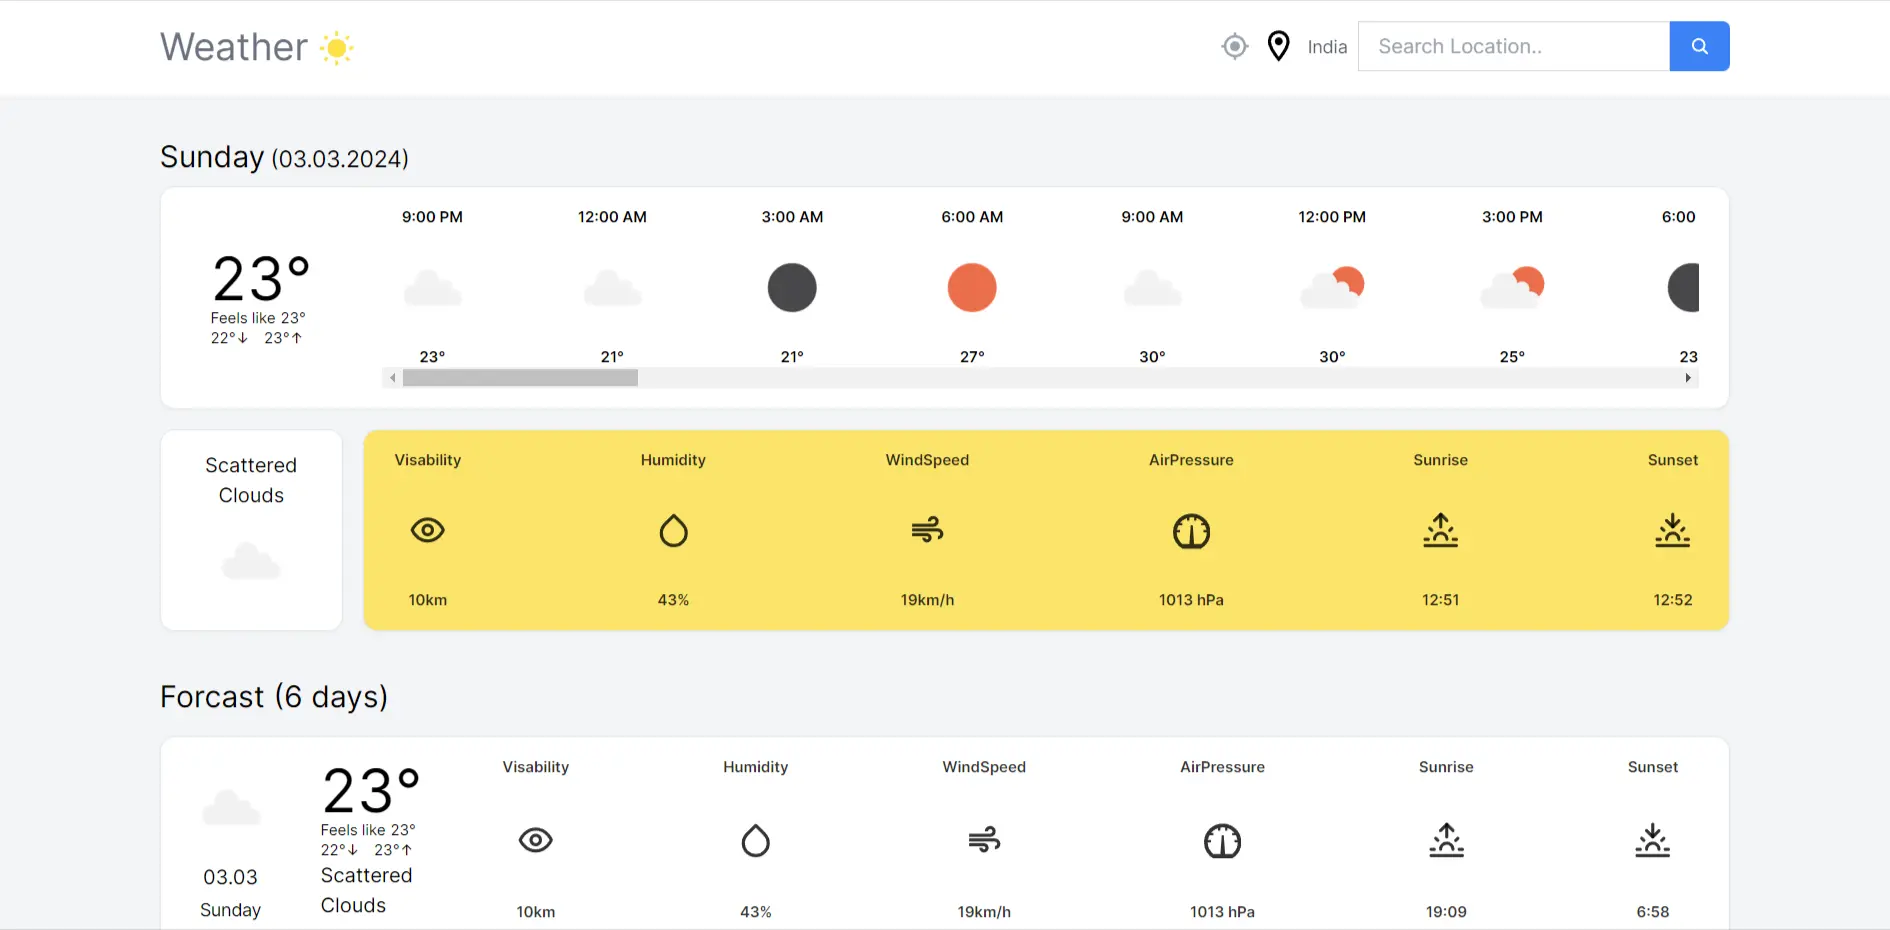 Weather
India
Search Location..
Sunday (03.03.2024)
9:00 PM 12:00 AM 3:00 AM 6:00 AM 9:00 AM 12:00 PM 3:00 PM 6:00
23°
Feels like 23°
22°↓ 23°↑
23° 21° 21° 27° 30° 30° 25° 23
Scattered
Clouds
Visability Humidity WindSpeed AirPressure Sunrise Sunset
10km 43% 19km/h 1013 hPa 12:51 12:52
Forcast (6 days)
03.03
Sunday
23°
Feels like 23°
22°↓ 23°↑
Scattered
Clouds
Visability Humidity WindSpeed AirPressure Sunrise Sunset
10km 43% 19km/h 1013 hPa 19:09 6:58